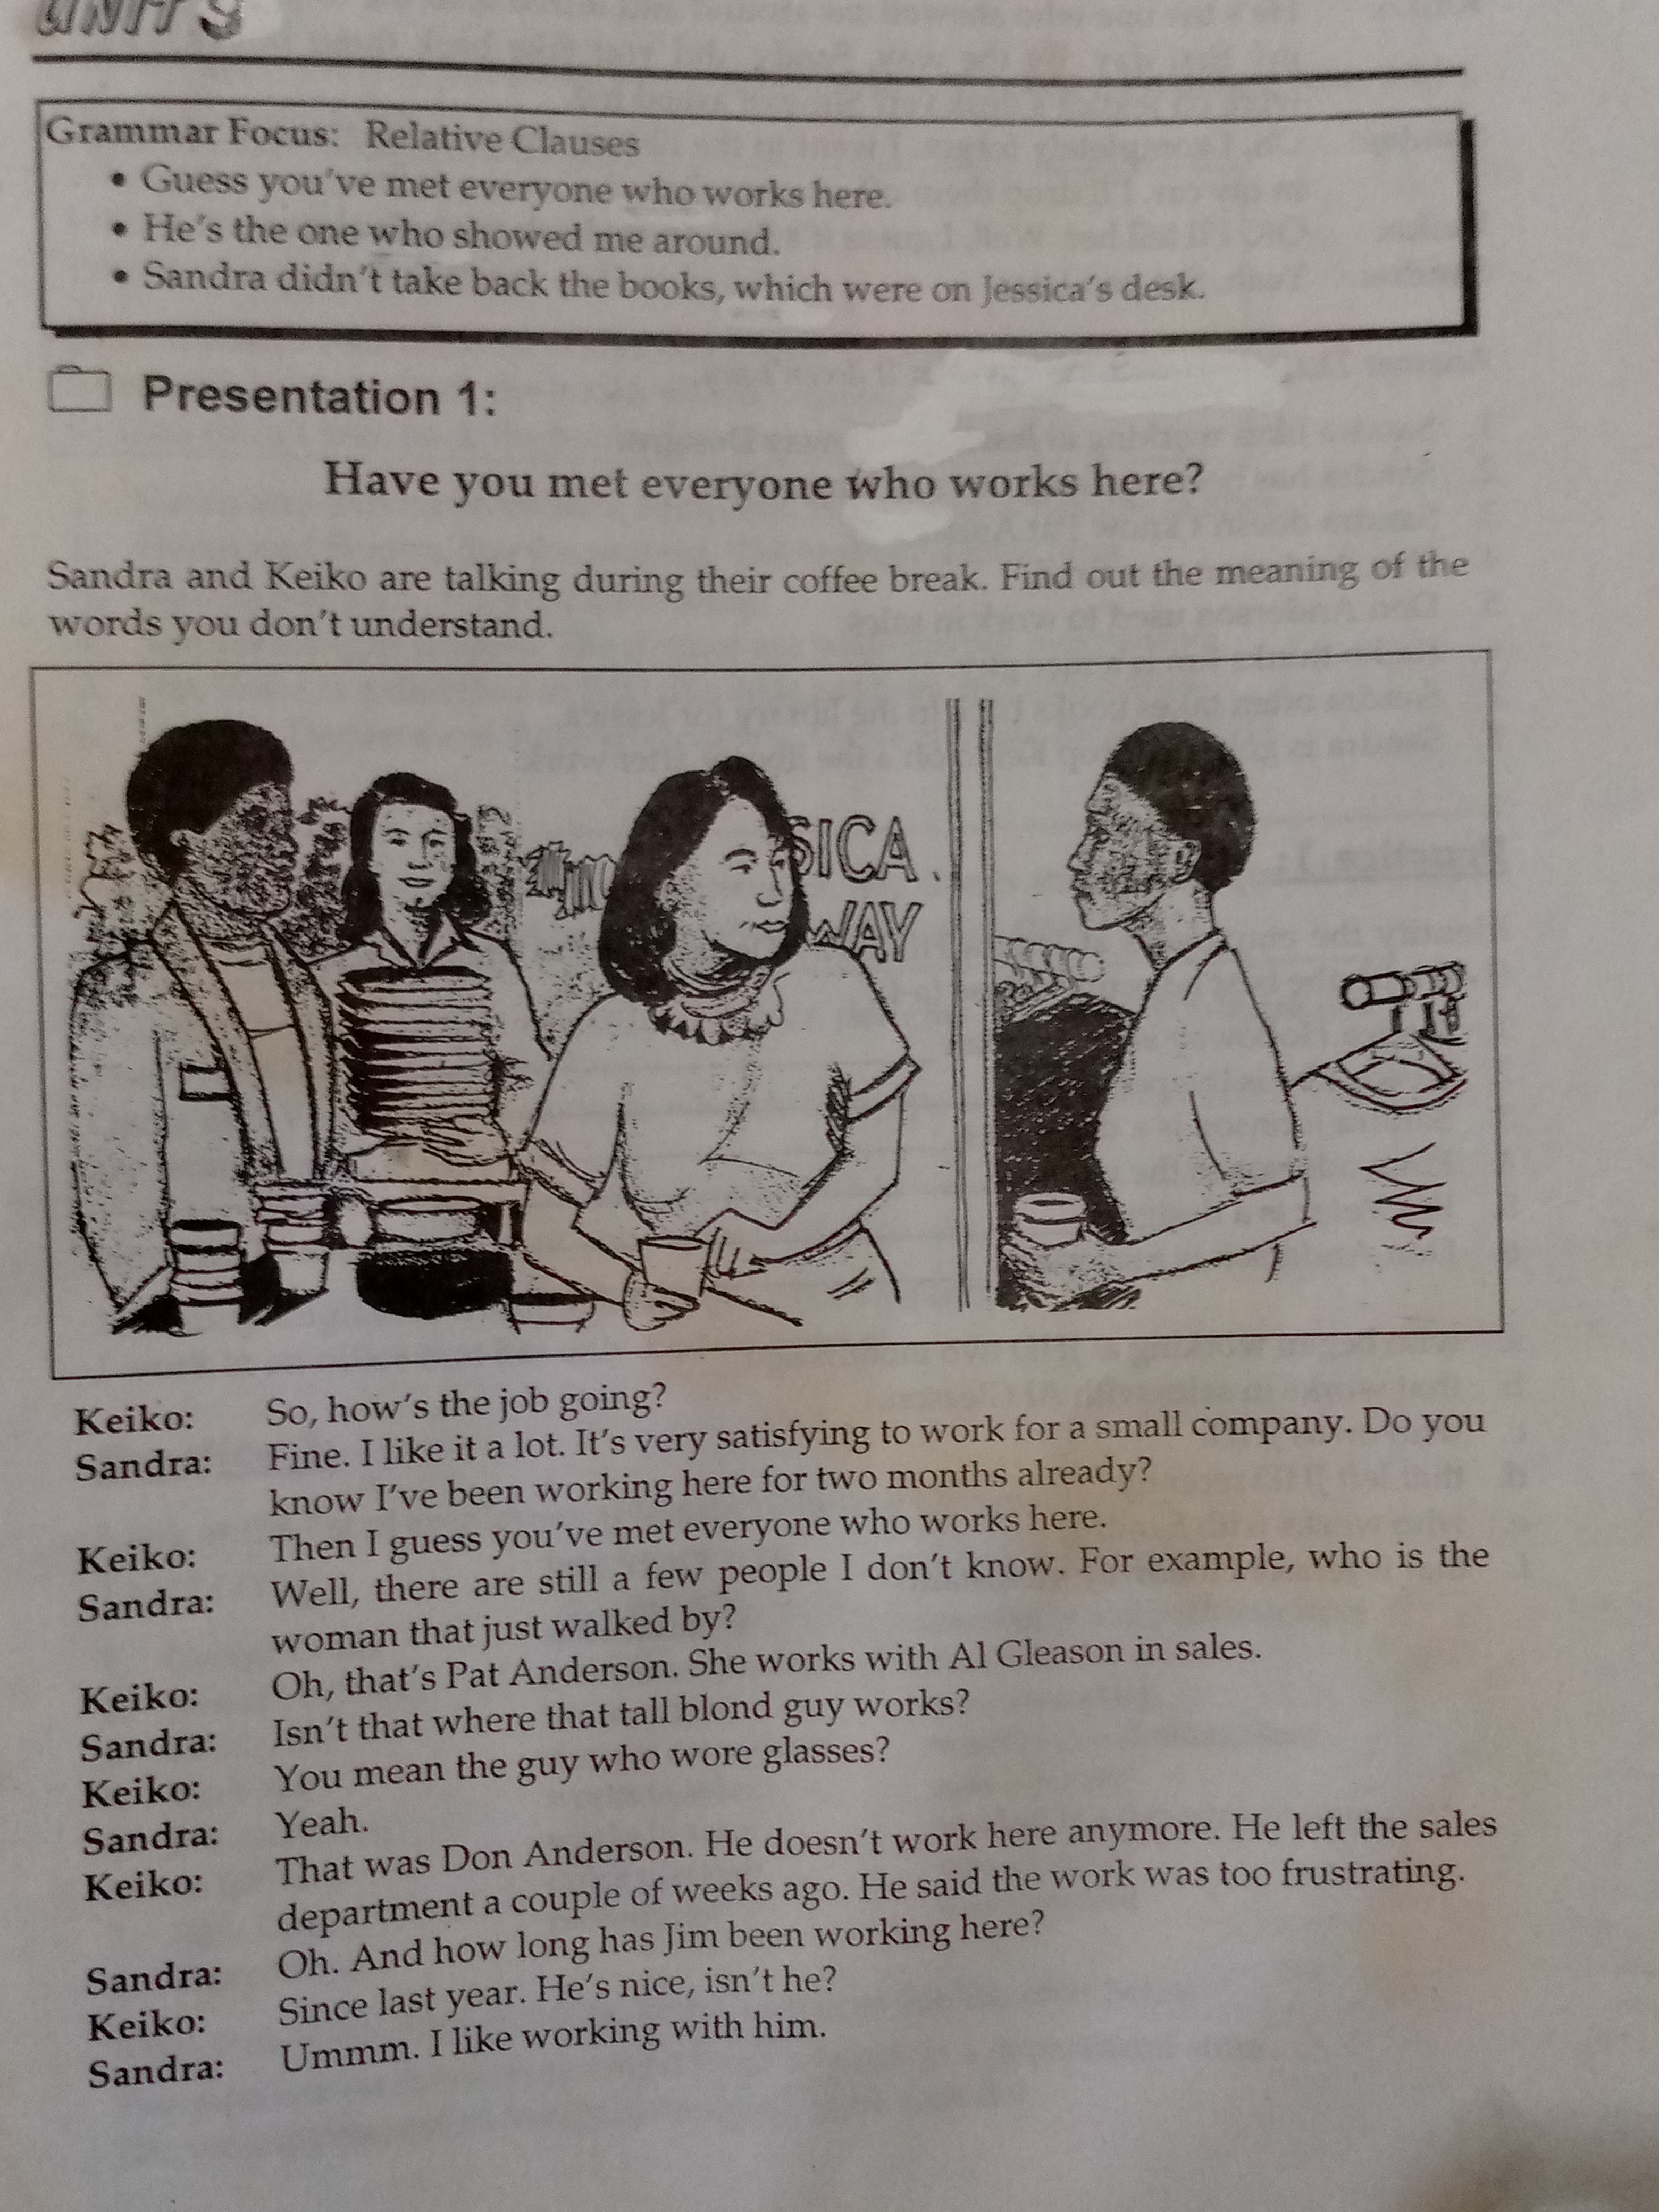 UNIT 9
Grammar Focus: Relative Clauses
• Guess you've met everyone who works here.
• He's the one who showed me around.
• Sandra didn't take back the books, which were on Jessica's desk.
Presentation 1:
Have you met everyone who works here?
Sandra and Keiko are talking during their coffee break. Find out the meaning of the
words you don't understand.
SICA
WAY
Keiko: So, how's the job going?
Sandra: Fine. I like it a lot. It's very satisfying to work for a small company. Do you
know I've been working here for two months already?
Keiko: Then I guess you've met everyone who works here.
Sandra: Well, there are still a few people I don't know. For example, who is the
woman that just walked by?
Keiko: Oh, that's Pat Anderson. She works with Al Gleason in sales.
Sandra: Isn't that where that tall blond guy works?
Keiko: You mean the guy who wore glasses?
Sandra: Yeah.
Keiko: That was Don Anderson. He doesn't work here anymore. He left the sales
department a couple of weeks ago. He said the work was too frustrating.
Sandra: Oh. And how long has Jim been working here?
Keiko: Since last year. He's nice, isn't he?
Sandra: Ummm. I like working with him.